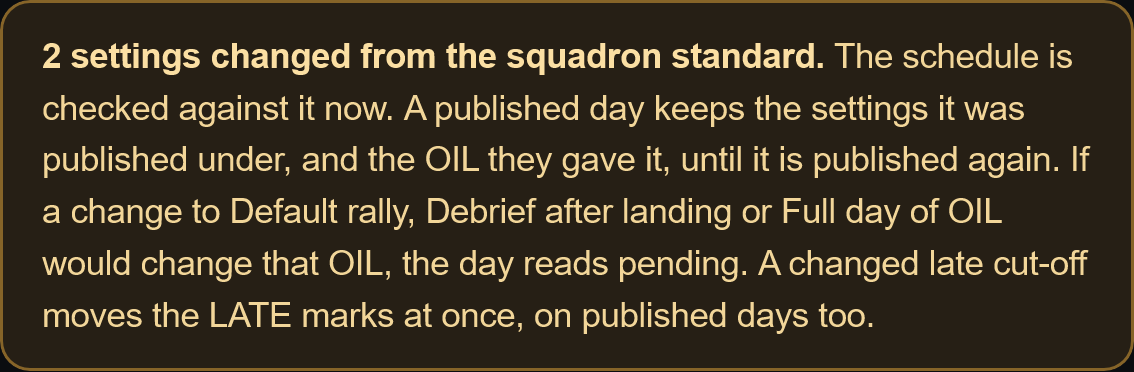 2 settings changed from the squadron standard. The schedule is
checked against it now. A published day keeps the settings it was
published under, and the OIL they gave it, until it is published again. If
a change to Default rally, Debrief after landing or Full day of OIL
would change that OIL, the day reads pending. A changed late cut-off
moves the LATE marks at once, on published days too.